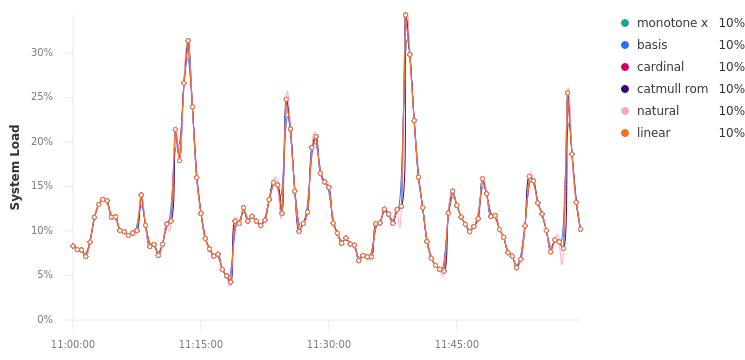 System Load
30%
25%
20%
15%
10%
5%
0%
11:00:00 11:15:00 11:30:00 11:45:00
monotone x 10%
basis 10%
cardinal 10%
catmull rom 10%
natural 10%
linear 10%